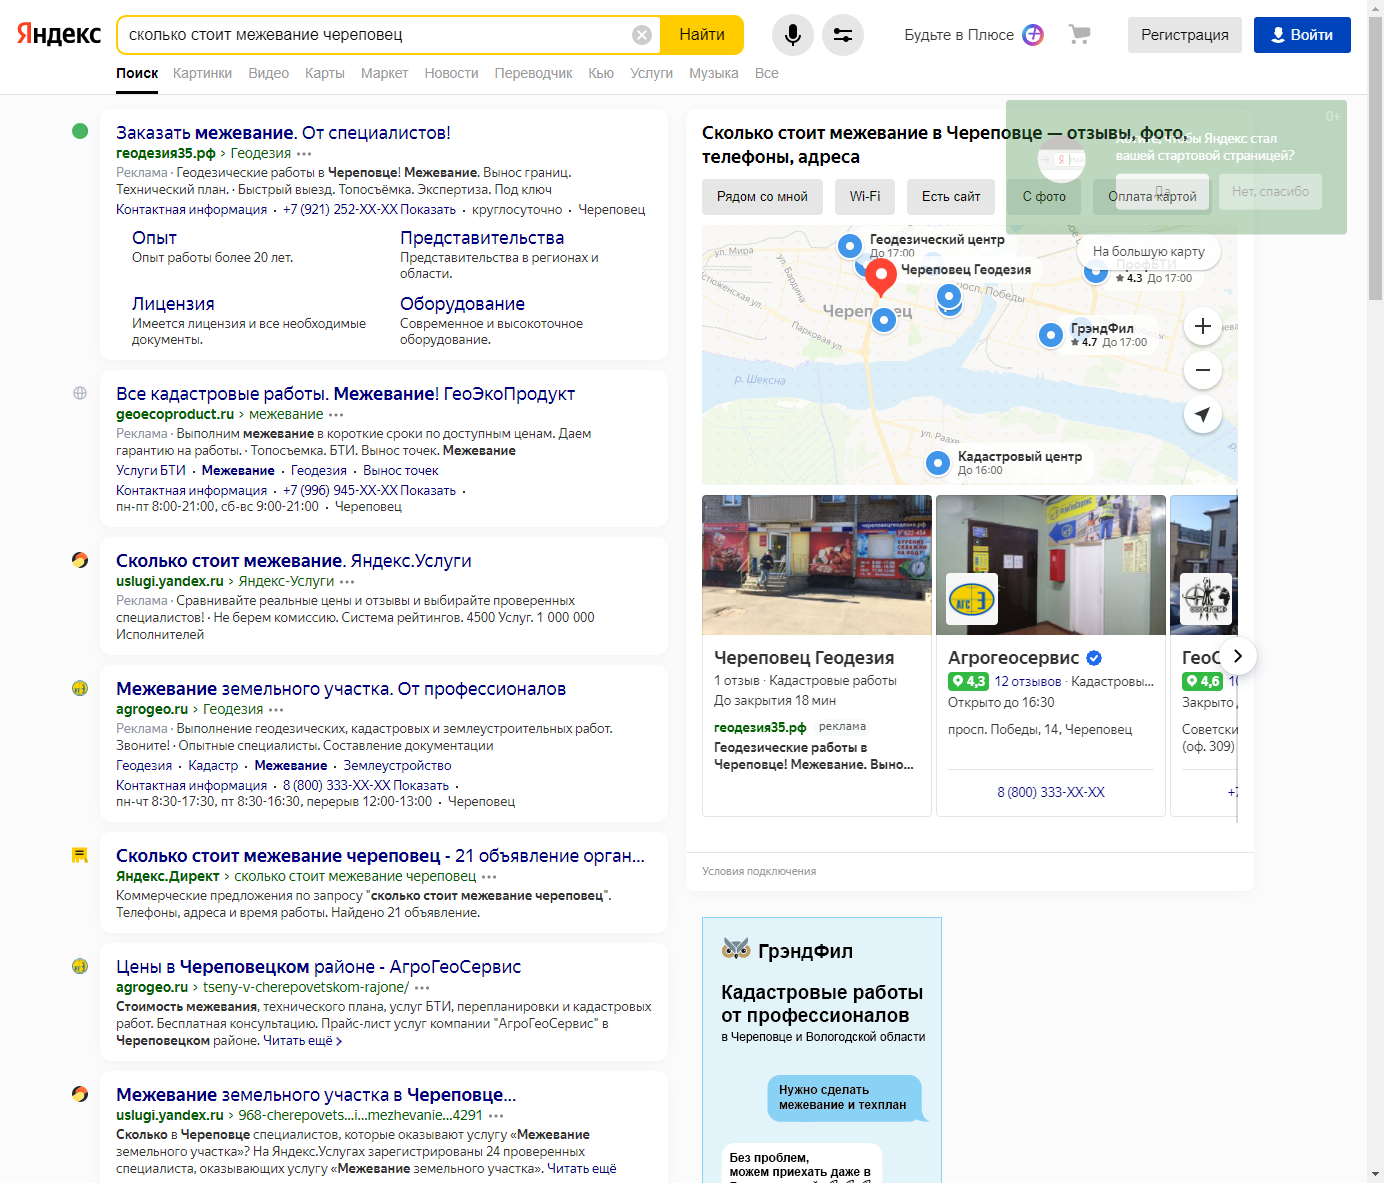 Яндекс
сколько стоит межевание череповец
Найти
Будьте в Плюсе
Регистрация
Войти
Поиск Картинки Видео Карты Маркет Новости Переводчик Кью Услуги Музыка Все
Заказать межевание. От специалистов!
геодезия35.рф › Геодезия
Реклама · Геодезические работы в Череповце! Межевание. Вынос границ.
Технический план. · Быстрый выезд. Топосъёмка. Экспертиза. Под ключ
Контактная информация · +7 (921) 252-XX-XX Показать · круглосуточно · Череповец
Опыт
Опыт работы более 20 лет.
Представительства
Представительства в регионах и
области.
Лицензия
Имеется лицензия и все необходимые
документы.
Оборудование
Современное и высокоточное
оборудование.
Все кадастровые работы. Межевание! ГеоЭкоПродукт
geoecoproduct.ru › межевание
Реклама · Выполним межевание в короткие сроки по доступным ценам. Даем
гарантию на работы. · Топосъемка. БТИ. Вынос точек. Межевание
Услуги БТИ · Межевание · Геодезия · Вынос точек
Контактная информация · +7 (996) 945-XX-XX Показать ·
пн-пт 8:00-21:00, сб-вс 9:00-21:00 · Череповец
Сколько стоит межевание. Яндекс.Услуги
uslugi.yandex.ru › Яндекс-Услуги
Реклама · Сравнивайте реальные цены и отзывы и выбирайте проверенных
специалистов! · Не берем комиссию. Система рейтингов. 4500 Услуг. 1 000 000
Исполнителей
Межевание земельного участка. От профессионалов
agrogeo.ru › Геодезия
Реклама · Выполнение геодезических, кадастровых и землеустроительных работ.
Звоните! · Опытные специалисты. Составление документации
Геодезия · Кадастр · Межевание · Землеустройство
Контактная информация · 8 (800) 333-XX-XX Показать ·
пн-чт 8:30-17:30, пт 8:30-16:30, перерыв 12:00-13:00 · Череповец
Сколько стоит межевание череповец - 21 объявление орган...
Яндекс.Директ › сколько стоит межевание череповец
Коммерческие предложения по запросу "сколько стоит межевание череповец".
Телефоны, адреса и время работы. Найдено 21 объявление.
Цены в Череповецком районе - АгроГеоСервис
agrogeo.ru › tseny-v-cherepovetskom-rajone/
Стоимость межевания, технического плана, услуг БТИ, перепланировки и кадастровых
работ. Бесплатная консультацию. Прайс-лист услуг компании "АгроГеоСервис" в
Череповецком районе. Читать ещё ›
Межевание земельного участка в Череповце...
uslugi.yandex.ru › 968-cherepovets...i...mezhevanie...4291
Сколько в Череповце специалистов, которые оказывают услугу «Межевание
земельного участка»? На Яндекс.Услугах зарегистрированы 24 проверенных
специалиста, оказывающих услугу «Межевание земельного участка». Читать ещё
Сколько стоит межевание в Череповце — отзывы, фото,
телефоны, адреса
0+
чтобы Яндекс стал
вашей стартовой страницей?
Да
Нет, спасибо
Рядом со мной
Wi-Fi
Есть сайт
С фото
Оплата картой
На большую карту
Геодезический центр
До 17:00
Череповец Геодезия
ПрофБТИ
4.3 До 17:00
ул. Мира
ул. Бардина
просп. Победы
Парковая ул.
Череповец
ГрэндФил
4.7 До 17:00
р. Шексна
Кадастровый центр
До 16:00
АГС
Череповец Геодезия
1 отзыв · Кадастровые работы
До закрытия 18 мин
геодезия35.рф реклама
Геодезические работы в
Череповце! Межевание. Выно...
Агрогеосервис
4,3 12 отзывов · Кадастровы...
Открыто до 16:30
просп. Победы, 14, Череповец
8 (800) 333-XX-XX
ГеоС
4,6 10
Закрыто
Советски
(оф. 309)
+7
Условия подключения
ГрэндФил
Кадастровые работы
от профессионалов
в Череповце и Вологодской области
Нужно сделать
межевание и техплан
Без проблем,
можем приехать даже в